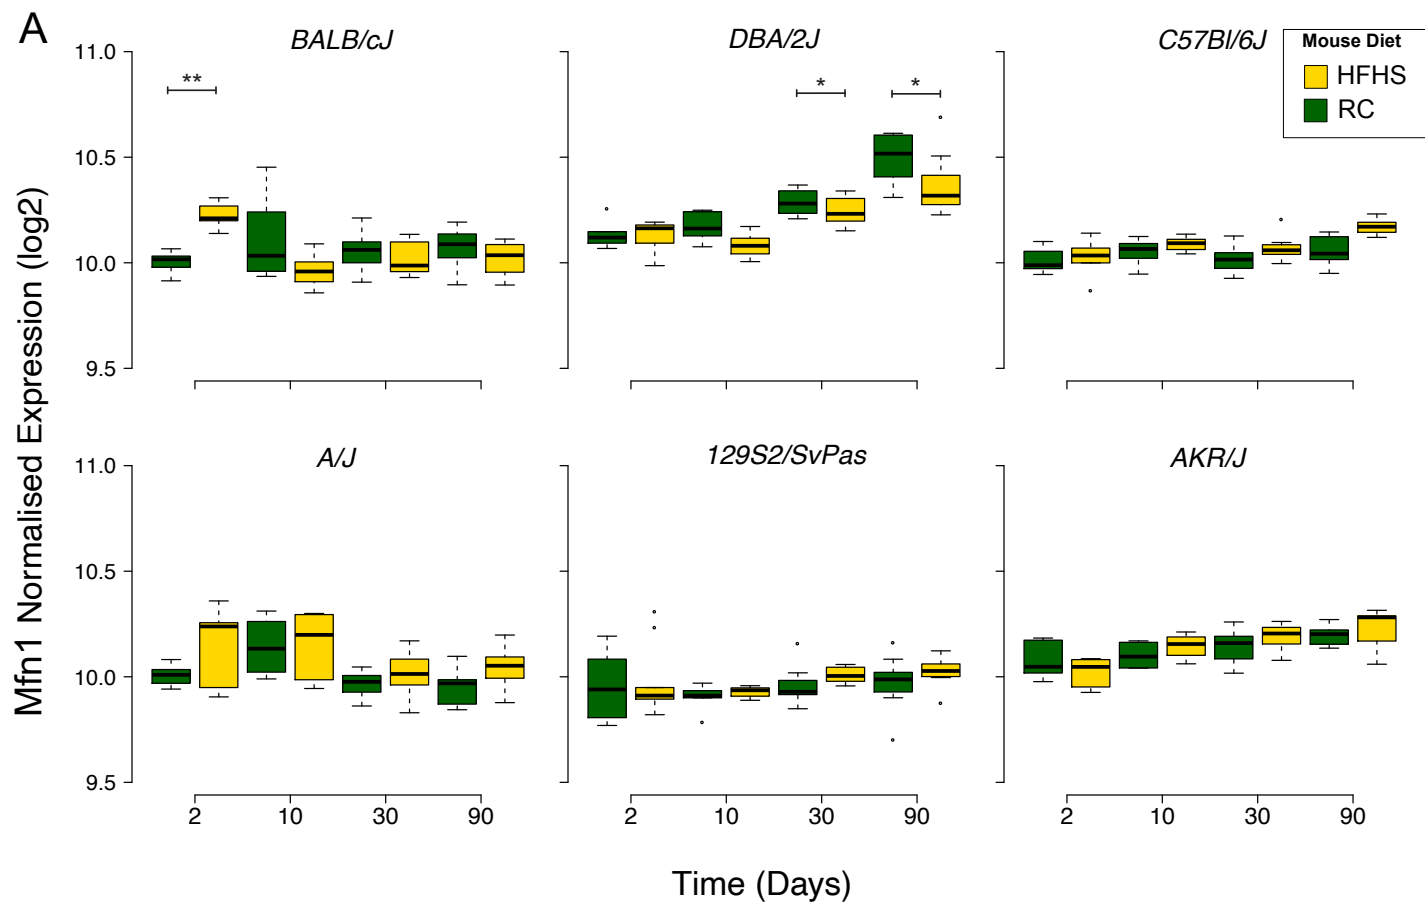 A
BALB/cJ
DBA/2J
C57Bl/6J
Mouse Diet
HFHS
RC
11.0
10.5
10.0
9.5
**
*
*
Mfn1 Normalised Expression (log2)
A/J
129S2/SvPas
AKR/J
11.0
10.5
10.0
9.5
2 10 30 90
2 10 30 90
2 10 30 90
Time (Days)